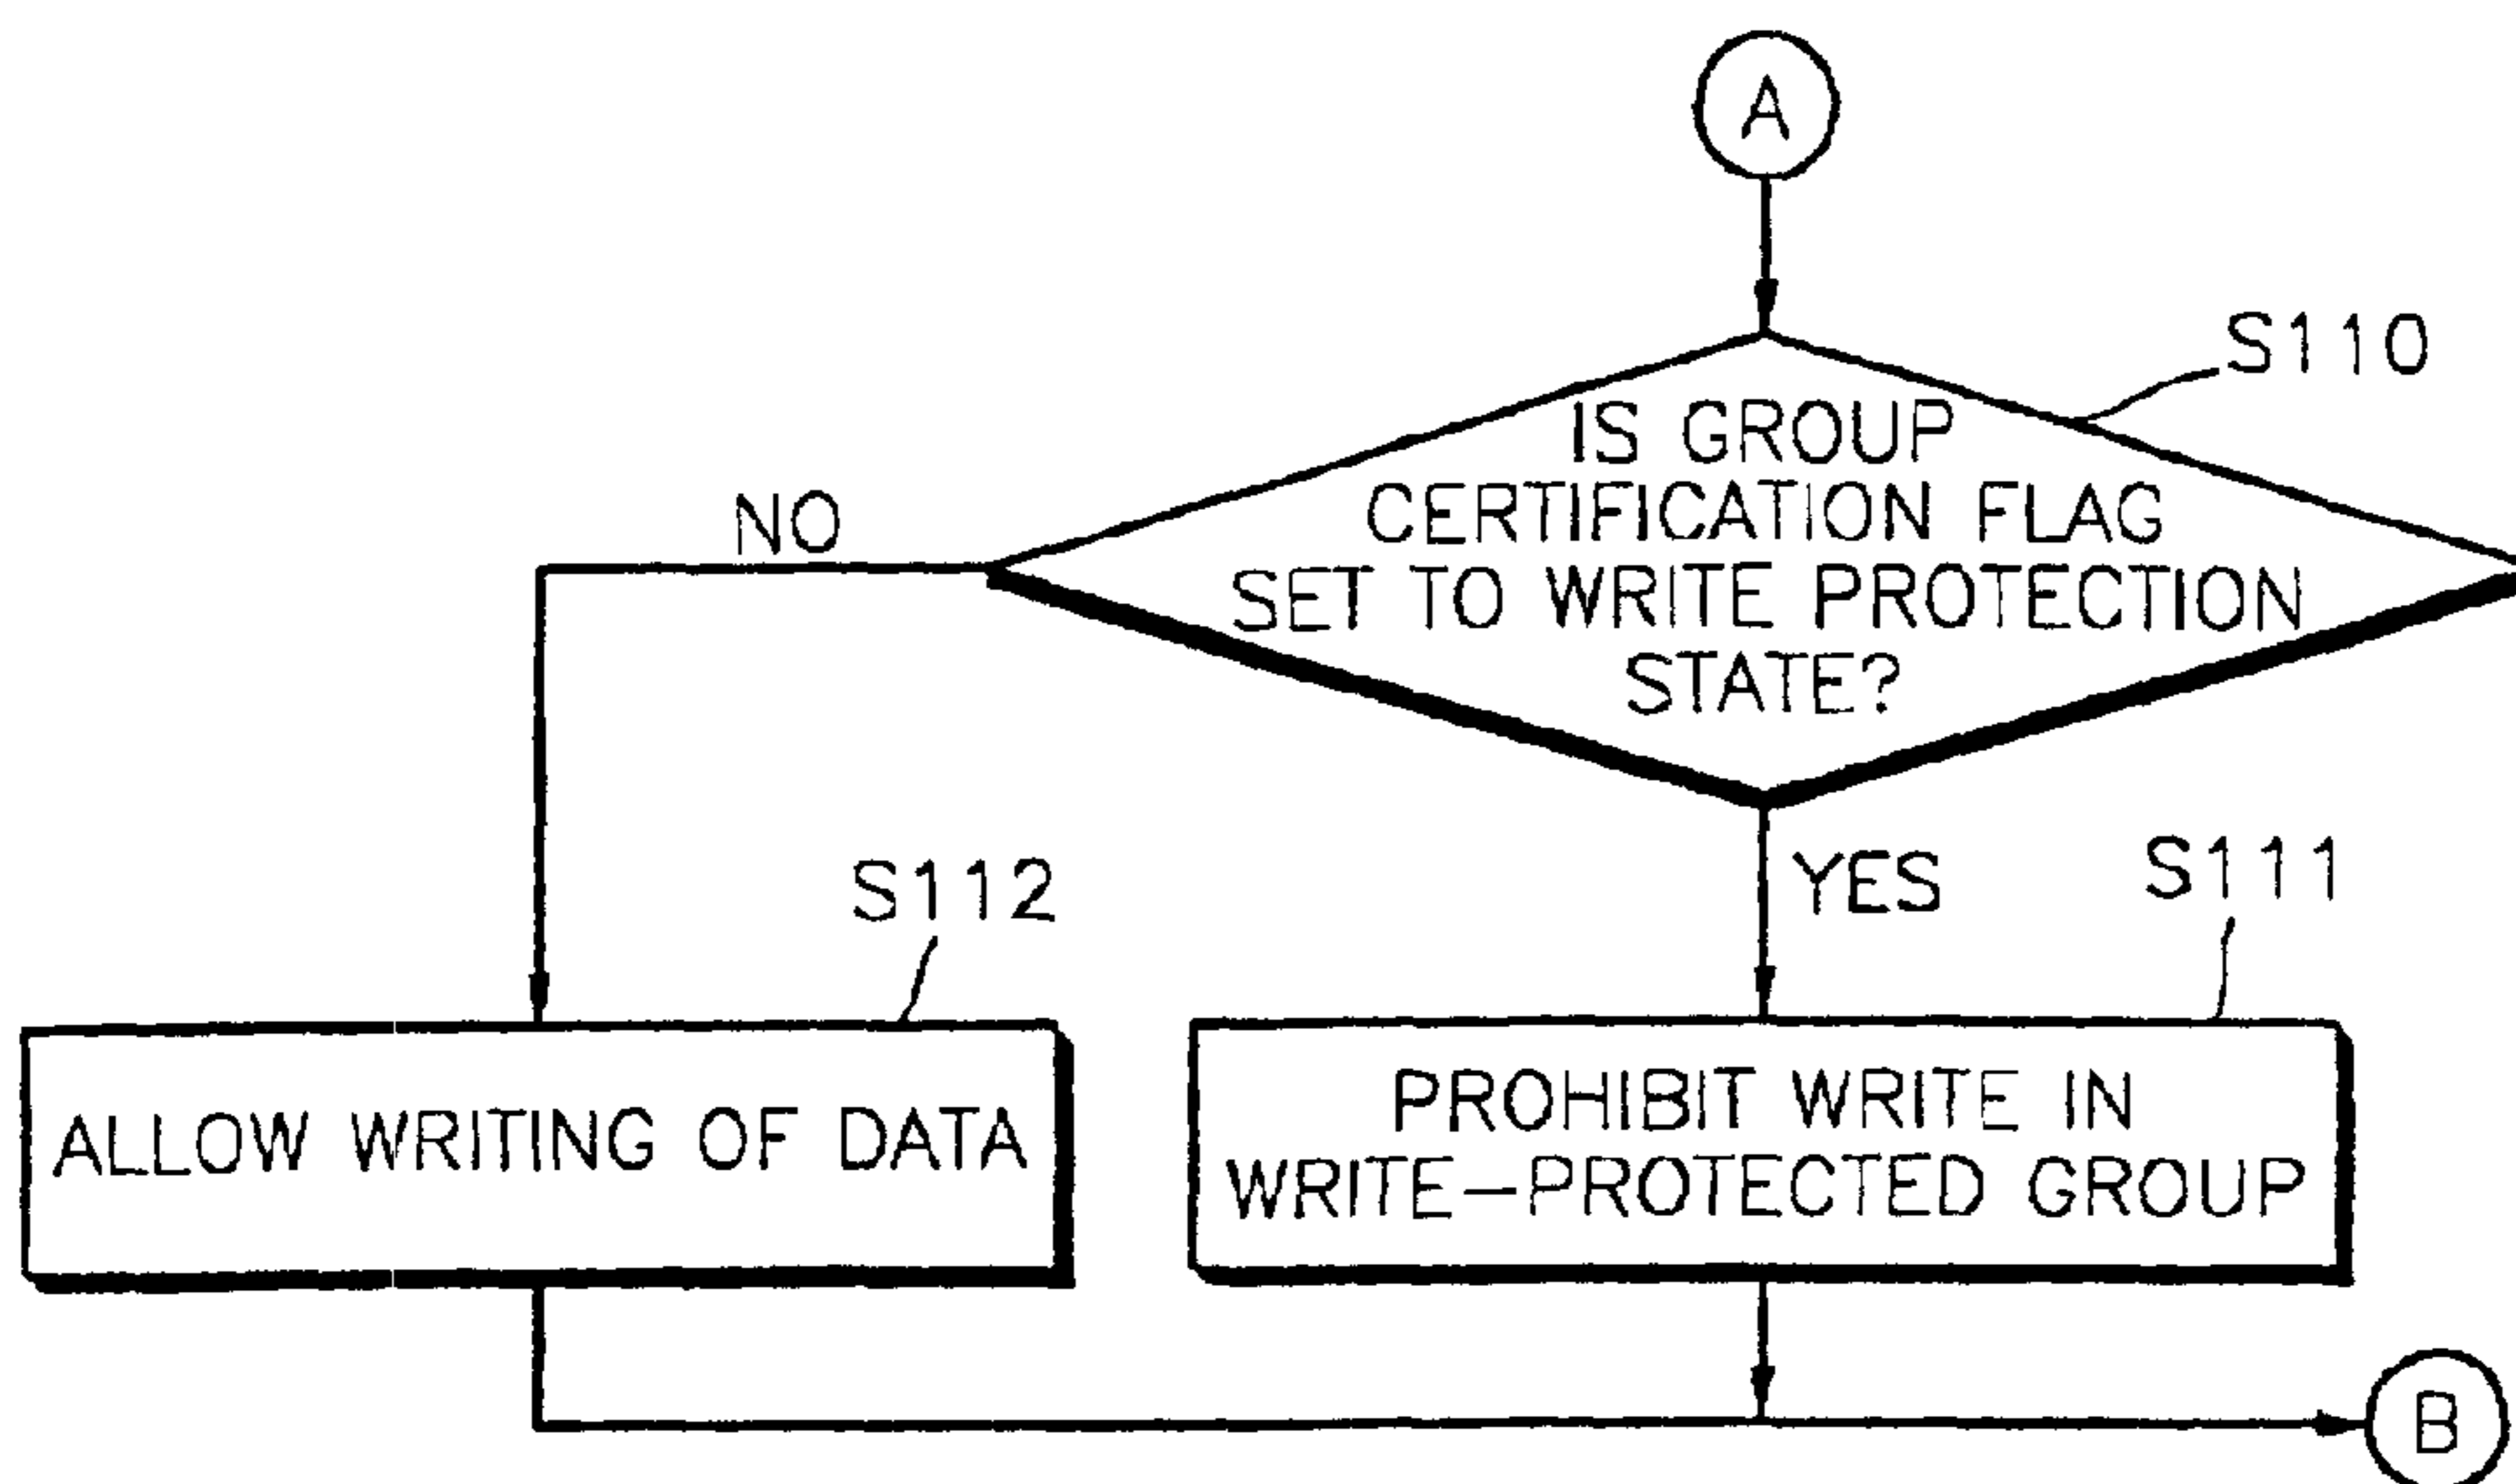 A
S110
IS GROUP
CERTIFICATION FLAG
SET TO WRITE PROTECTION
STATE?
NO
YES
S112
S111
ALLOW WRITING OF DATA
PROHIBIT WRITE IN
WRITE-PROTECTED GROUP
B